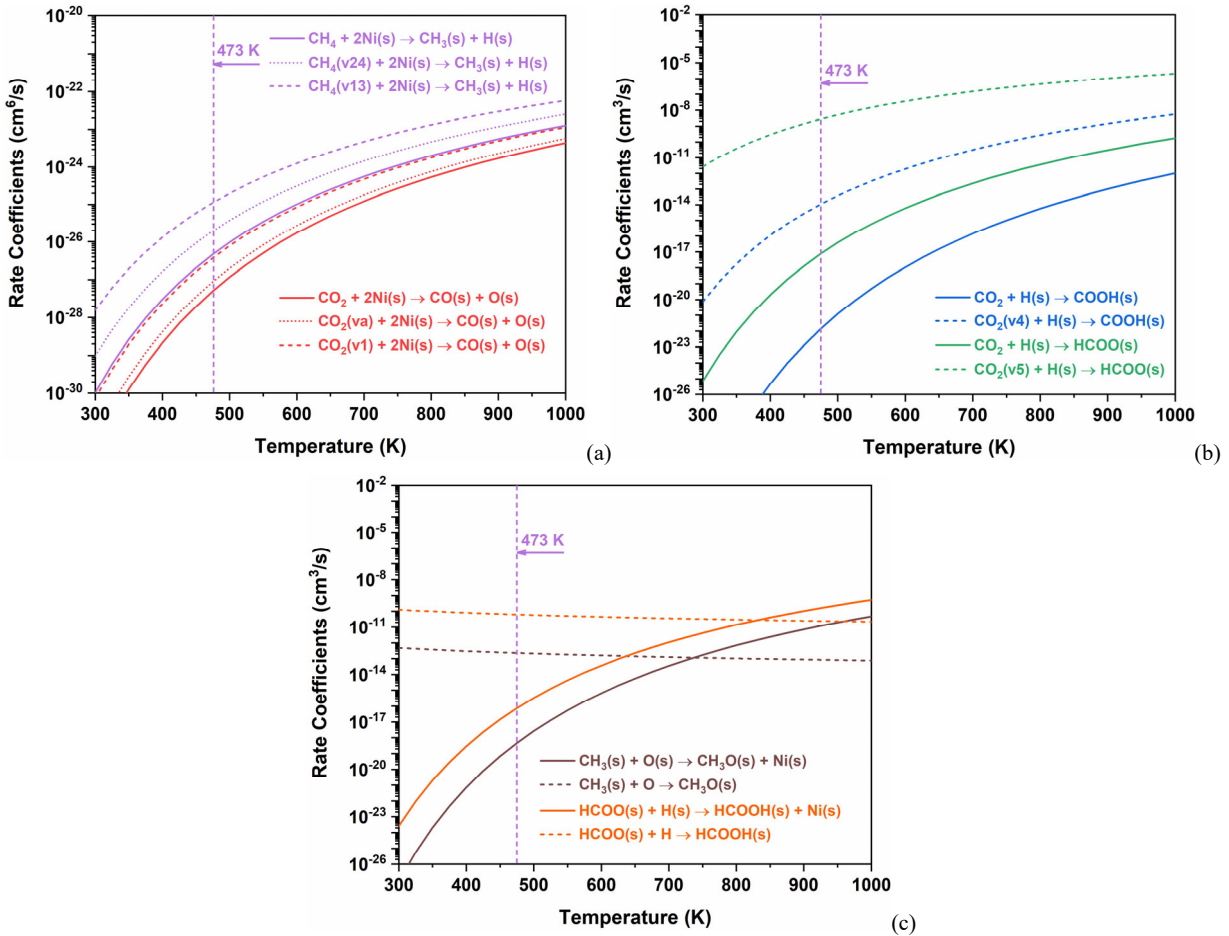 Rate Coefficients (cm⁶/s)
10⁻²⁰
10⁻²²
10⁻²⁴
10⁻²⁶
10⁻²⁸
10⁻³⁰
473 K
CH₄ + 2Ni(s) → CH₃(s) + H(s)
CH₄(v24) + 2Ni(s) → CH₃(s) + H(s)
CH₄(v13) + 2Ni(s) → CH₃(s) + H(s)
CO₂ + 2Ni(s) → CO(s) + O(s)
CO₂(va) + 2Ni(s) → CO(s) + O(s)
CO₂(v1) + 2Ni(s) → CO(s) + O(s)
300 400 500 600 700 800 900 1000
Temperature (K)
(a)
Rate Coefficients (cm³/s)
10⁻²
10⁻⁵
10⁻⁸
10⁻¹¹
10⁻¹⁴
10⁻¹⁷
10⁻²⁰
10⁻²³
10⁻²⁶
473 K
CO₂ + H(s) → COOH(s)
CO₂(v4) + H(s) → COOH(s)
CO₂ + H(s) → HCOO(s)
CO₂(v5) + H(s) → HCOO(s)
300 400 500 600 700 800 900 1000
Temperature (K)
(b)
Rate Coefficients (cm³/s)
10⁻²
10⁻⁵
10⁻⁸
10⁻¹¹
10⁻¹⁴
10⁻¹⁷
10⁻²⁰
10⁻²³
10⁻²⁶
473 K
CH₃(s) + O(s) → CH₃O(s) + Ni(s)
CH₃(s) + O → CH₃O(s)
HCOO(s) + H(s) → HCOOH(s) + Ni(s)
HCOO(s) + H → HCOOH(s)
300 400 500 600 700 800 900 1000
Temperature (K)
(c)